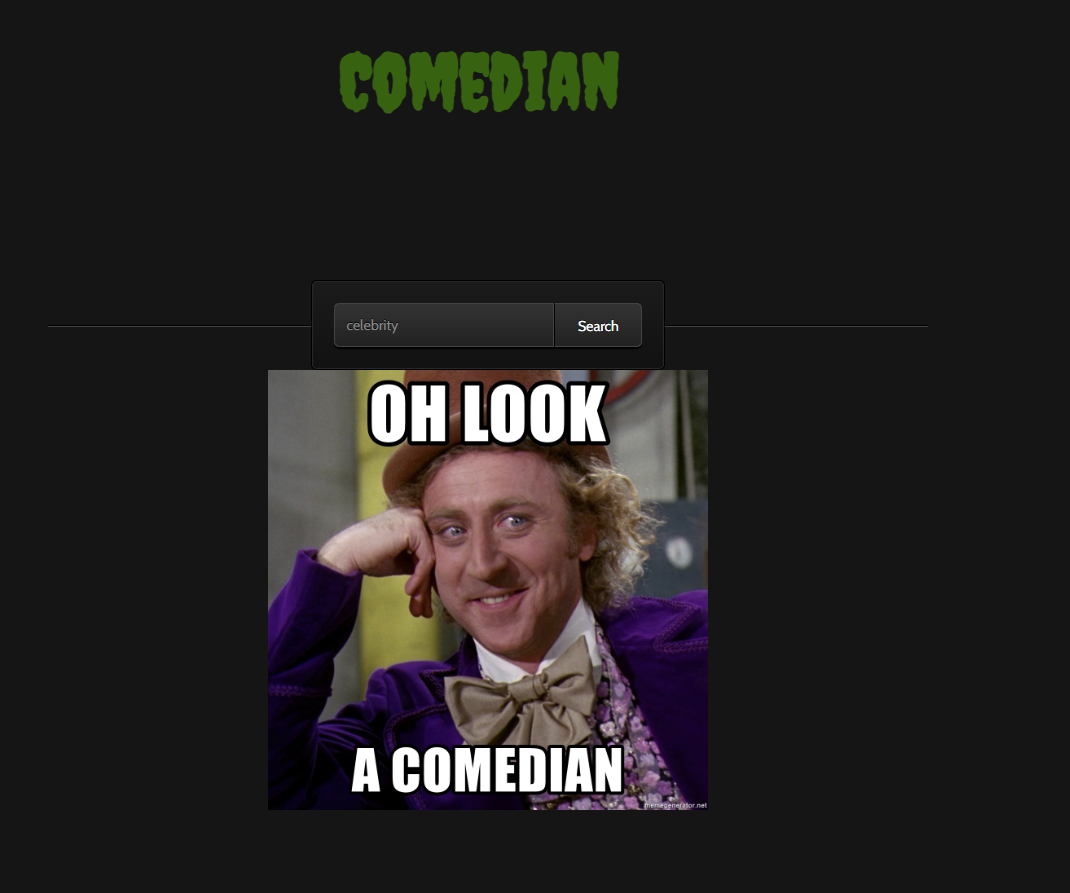 COMEDIAN
celebrity Search
OH LOOK
A COMEDIAN
memegenerator.net